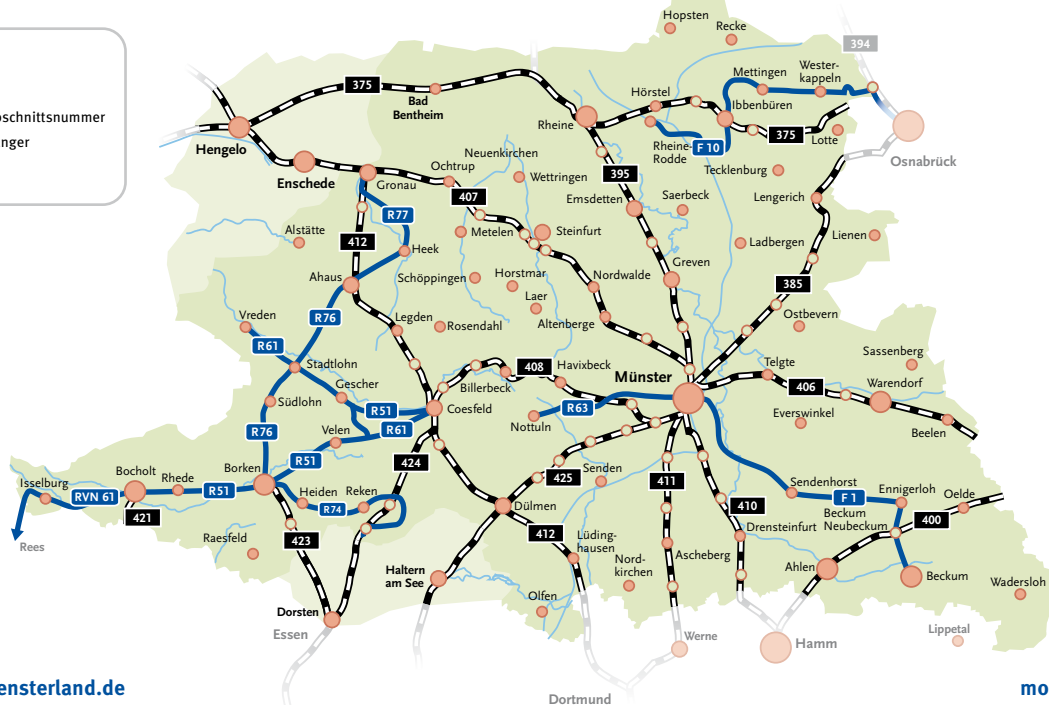 Hopsten
Recke
394
Mettingen
Wester-
kappeln
375
Bad
Bentheim
Hörstel
Ibbenbüren
Rheine
Rheine-
Rodde
F 10
375
Lotte
Osnabrück
Tecklenburg
Hengelo
Enschede
Gronau
Ochtrup
Neuenkirchen
Wettringen
395
Emsdetten
Saerbeck
Lengerich
407
R77
Metelen
Steinfurt
Alstätte
412
Heek
Ladbergen
Lienen
Ahaus
Schöppingen
Horstmar
Laer
Nordwalde
Greven
385
Vreden
R76
Legden
Rosendahl
Altenberge
Ostbevern
R61
Stadtlohn
408
Havixbeck
Münster
Telgte
Sassenberg
Gescher
Billerbeck
406
Warendorf
Südlohn
R51
Coesfeld
R63
Nottuln
Everswinkel
Beelen
R76
Velen
R61
R51
424
Isselburg
Bocholt
Rhede
Borken
425
Senden
411
Sendenhorst
Ennigerloh
Oelde
RVN 61
R51
Heiden
Reken
R74
F 1
421
Dülmen
410
Beckum
Neubeckum
400
Rees
Raesfeld
423
412
Lüding-
hausen
Drensteinfurt
Ascheberg
Nord-
kirchen
Haltern
am See
Ahlen
Beckum
Wadersloh
Olfen
Dorsten
Essen
Werne
Hamm
Lippetal
Dortmund
oschnittsnummer
nger
ensterland.de
mo